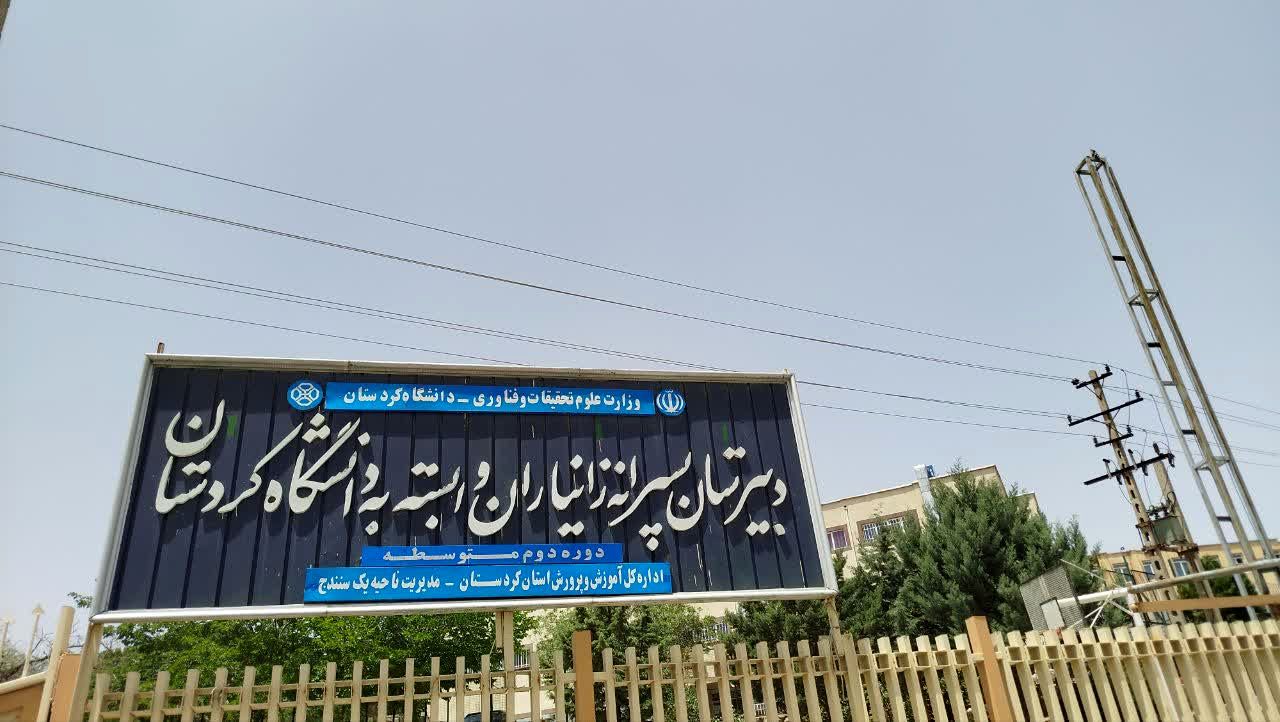 وزارت علوم تحقیقات و فناوری - دانشگاه کردستان
دبیرستان پسرانه زانیاران وابسته به دانشگاه کردستان
دوره دوم متوسطه
اداره کل آموزش و پرورش استان کردستان - مدیریت ناحیه یک سنندج